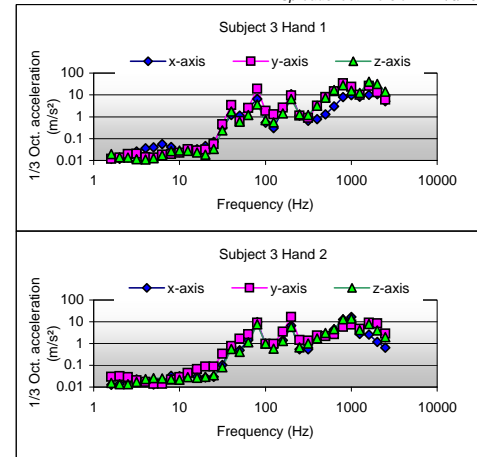 Subject 3 Hand 1
x-axis y-axis z-axis
1/3 Oct. acceleration
(m/s²)
100
10
1
0.1
0.01
1 10 100 1000 10000
Frequency (Hz)
Subject 3 Hand 2
x-axis y-axis z-axis
1/3 Oct. acceleration
(m/s²)
100
10
1
0.1
0.01
1 10 100 1000 10000
Frequency (Hz)